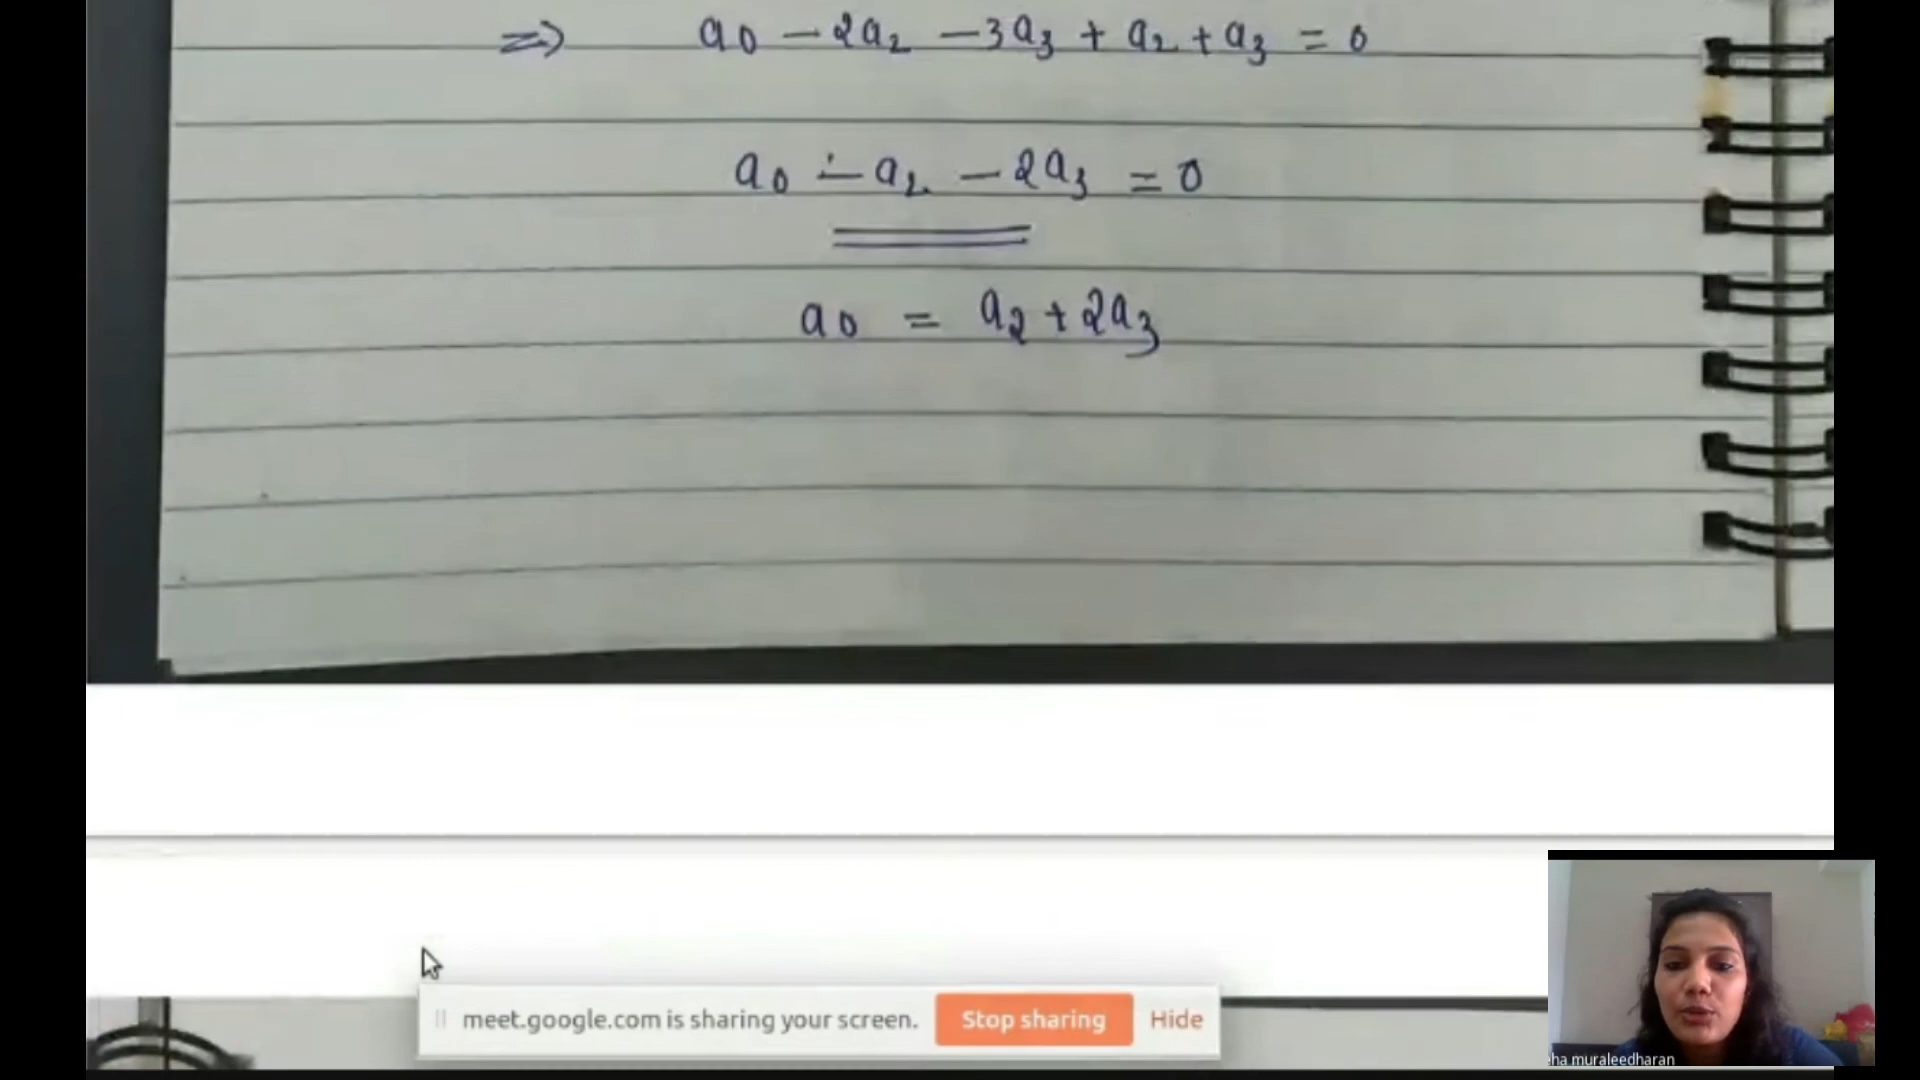 ⇒ a0 − 2a2 − 3a3 + a2 + a3 = 0
a0 − a2 − 2a3 = 0
a0 = a2 + 2a3
meet.google.com is sharing your screen. Stop sharing Hide
muraleedharan